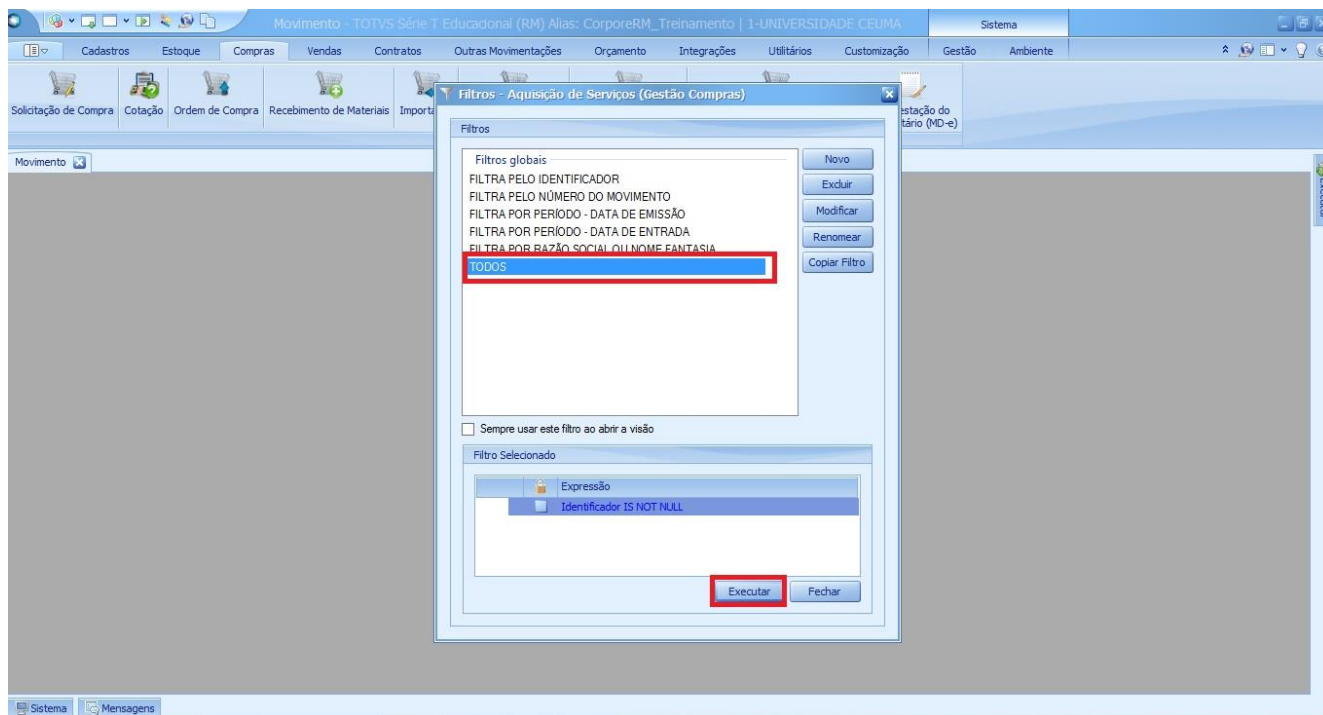 Movimento - TOTVS Série T Educacional (RM) Alias: CorporeRM_Treinamento | 1-UNIVERSIDADE CEUMA
Sistema
Cadastros Estoque Compras Vendas Contratos Outras Movimentações Orçamento Integrações Utilitários Customização Gestão Ambiente
Solicitação de Compra Cotação Ordem de Compra Recebimento de Materiais
(MD-e)
Movimento
Filtros - Aquisição de Serviços (Gestão Compras)
Filtros
Filtros globais
FILTRA PELO IDENTIFICADOR
FILTRA PELO NÚMERO DO MOVIMENTO
FILTRA POR PERÍODO - DATA DE EMISSÃO
FILTRA POR PERÍODO - DATA DE ENTRADA
FILTRA POR RAZÃO SOCIAL OU NOME FANTASIA
TODOS
Novo
Excluir
Modificar
Renomear
Copiar Filtro
Sempre usar este filtro ao abrir a visão
Filtro Selecionado
Expressão
Identificador IS NOT NULL
Executar Fechar
Sistema Mensagens